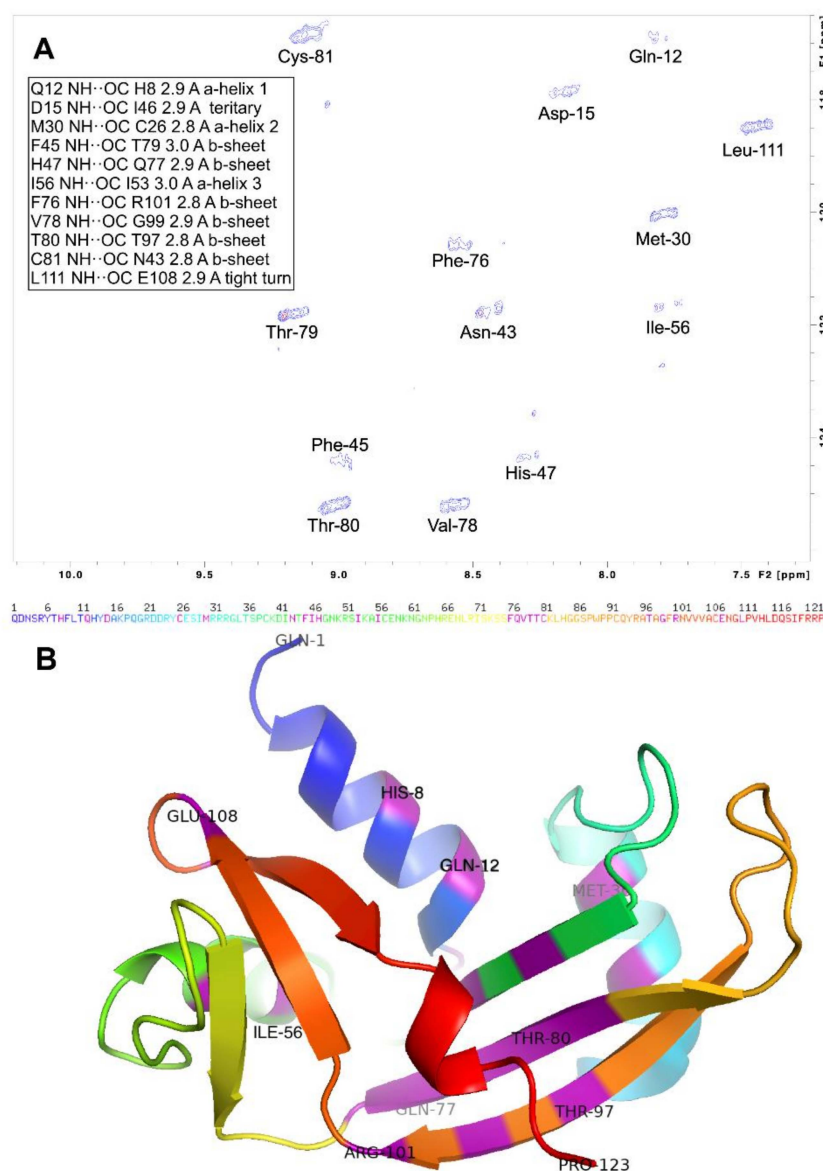 A
F1 [ppm]
Cys-81
Gln-12
Q12 NH··OC H8 2.9 A a-helix 1
D15 NH··OC I46 2.9 A teritary
M30 NH··OC C26 2.8 A a-helix 2
F45 NH··OC T79 3.0 A b-sheet
H47 NH··OC Q77 2.9 A b-sheet
I56 NH··OC I53 3.0 A a-helix 3
F76 NH··OC R101 2.8 A b-sheet
V78 NH··OC G99 2.9 A b-sheet
T80 NH··OC T97 2.8 A b-sheet
C81 NH··OC N43 2.8 A b-sheet
L111 NH··OC E108 2.9 A tight turn
118
Asp-15
Leu-111
120
Met-30
Phe-76
Thr-79
Asn-43
Ile-56
122
Phe-45
124
His-47
Thr-80
Val-78
10.0 9.5 9.0 8.5 8.0 7.5 F2 [ppm]
1 6 11 16 21 26 31 36 41 46 51 56 61 66 71 76 81 86 91 96 101 106 111 116 121
QDNSRYTHFLTQHYDAKPQGRDDRYCESIMRRRGLTSPCKDINTFIHGNKRSIKAICENKNGNPHRENLRISKSSFQVTTCKLHGGSPWPPCQYRATAGFRNVVVACENGLPVHLDQSIFRRP
B
GLN-1
HIS-8
GLU-108
GLN-12
MET-30
ILE-56
THR-80
GLN-77
THR-97
ARG-101
PRO-123